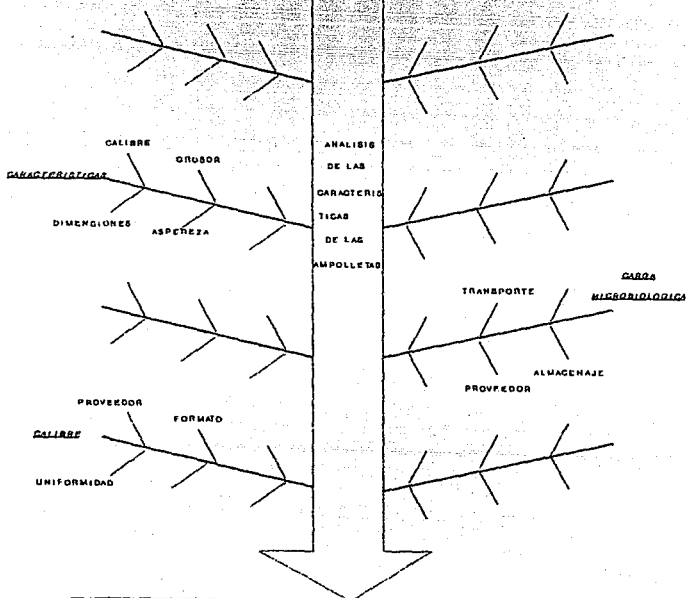 ANALISIS
DE LAS
CARACTERIS
TICAS
DE LAS
AMPOLLETAS
CARACTERISTICAS
CALIBRE
GROSOR
DIMENSIONES
ASPEREZA
CARGA
MICROBIOLOGICA
TRANSPORTE
PROVEEDOR
ALMACENAJE
CALIBRE
PROVEEDOR
FORMATO
UNIFORMIDAD